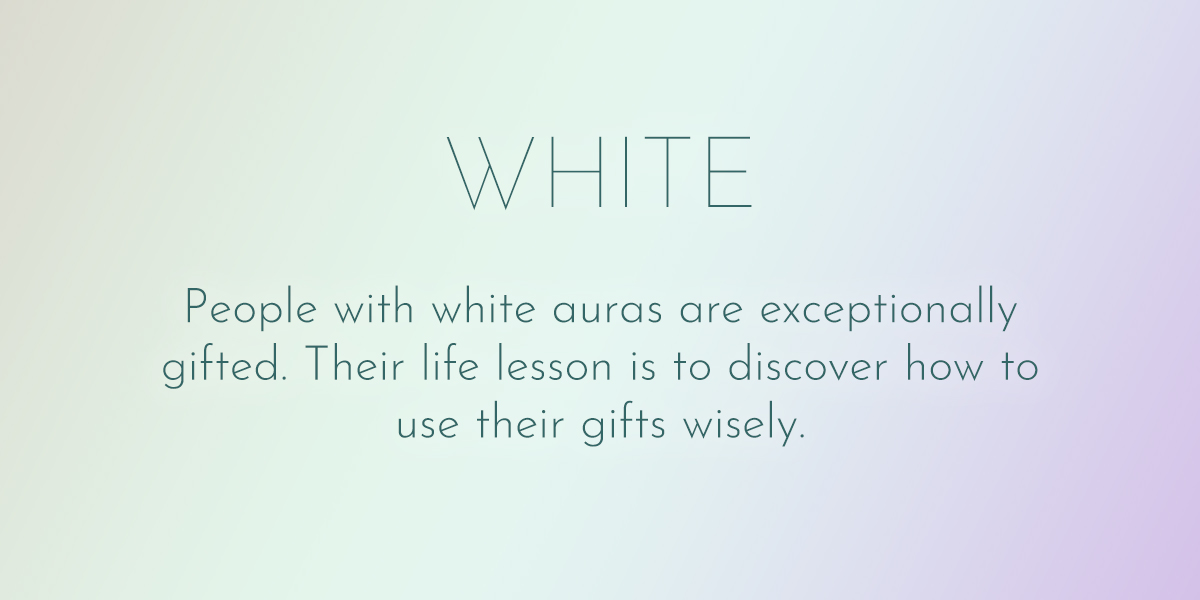 WHITE
People with white auras are exceptionally
gifted. Their life lesson is to discover how to
use their gifts wisely.